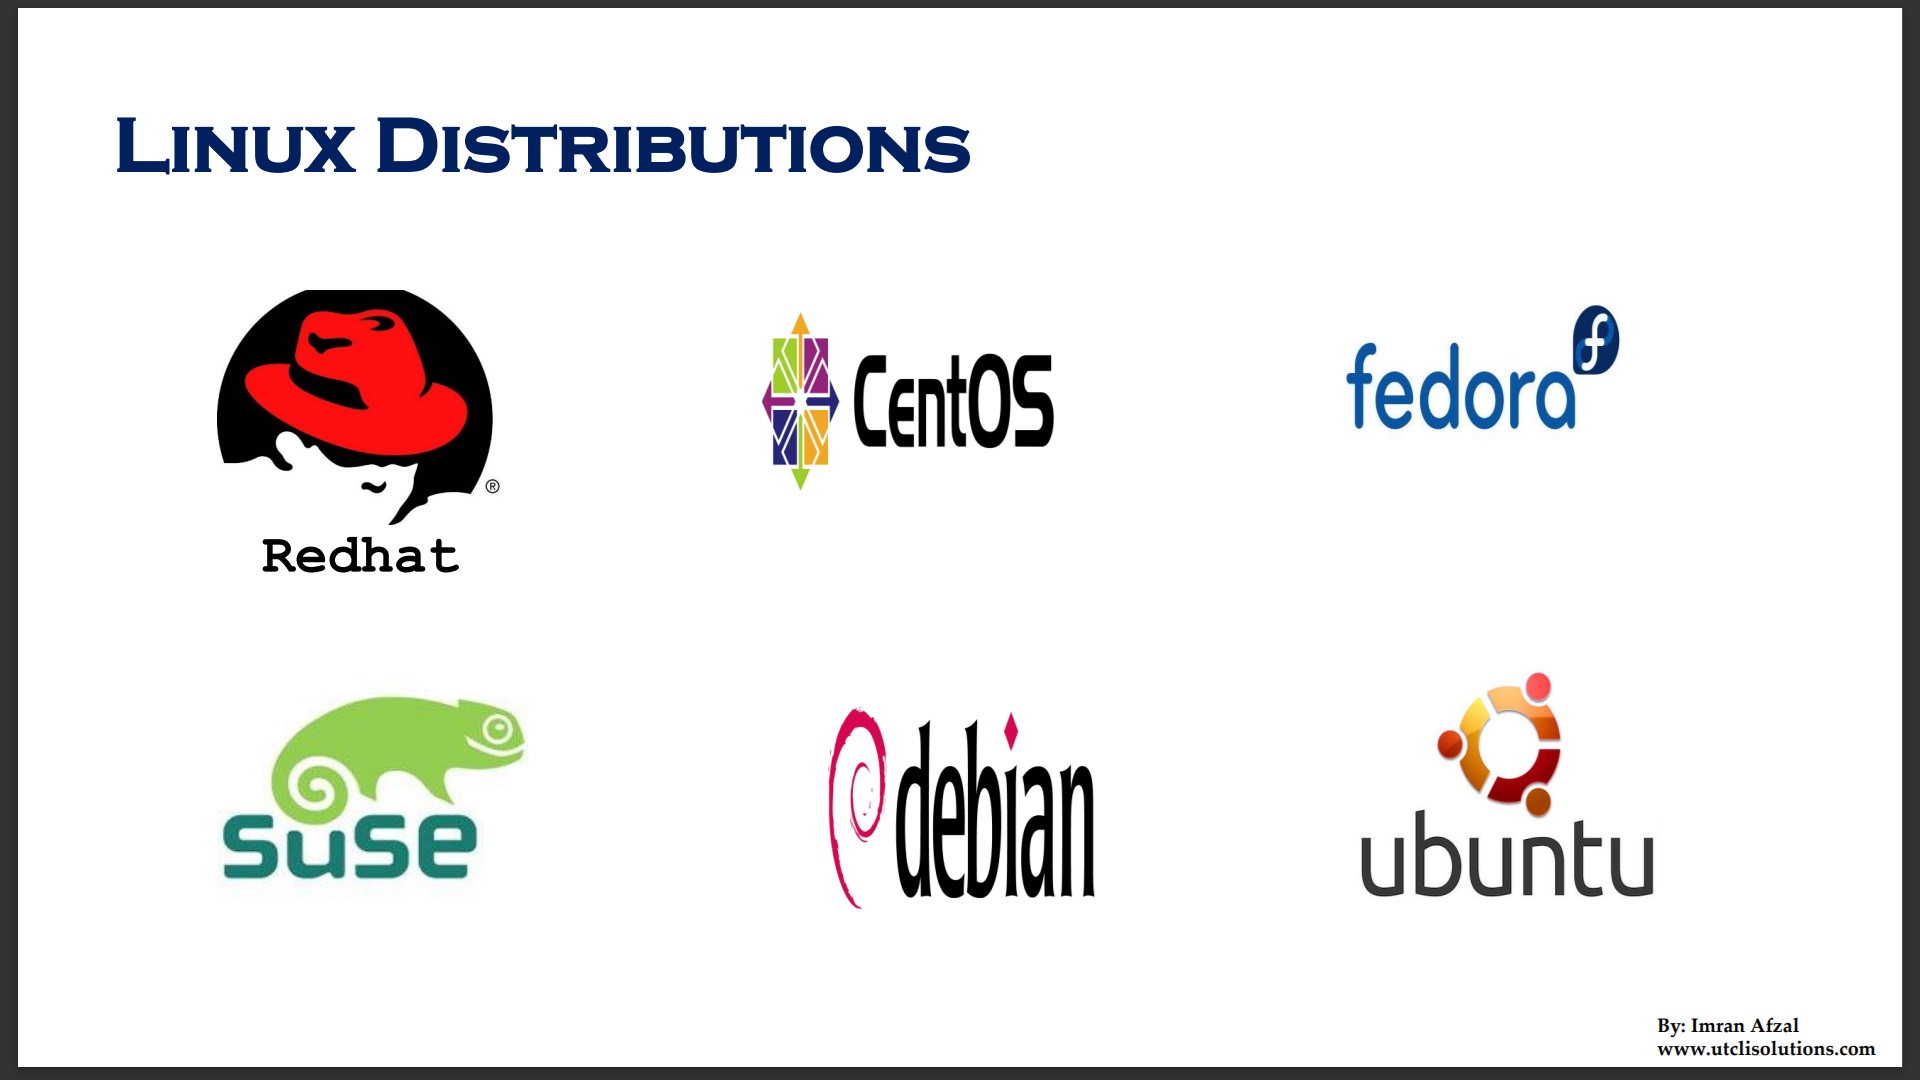 Linux Distributions
Redhat
®
CentOS
fedora
f
suse
debian
ubuntu
By: Imran Afzal
www.utclisolutions.com